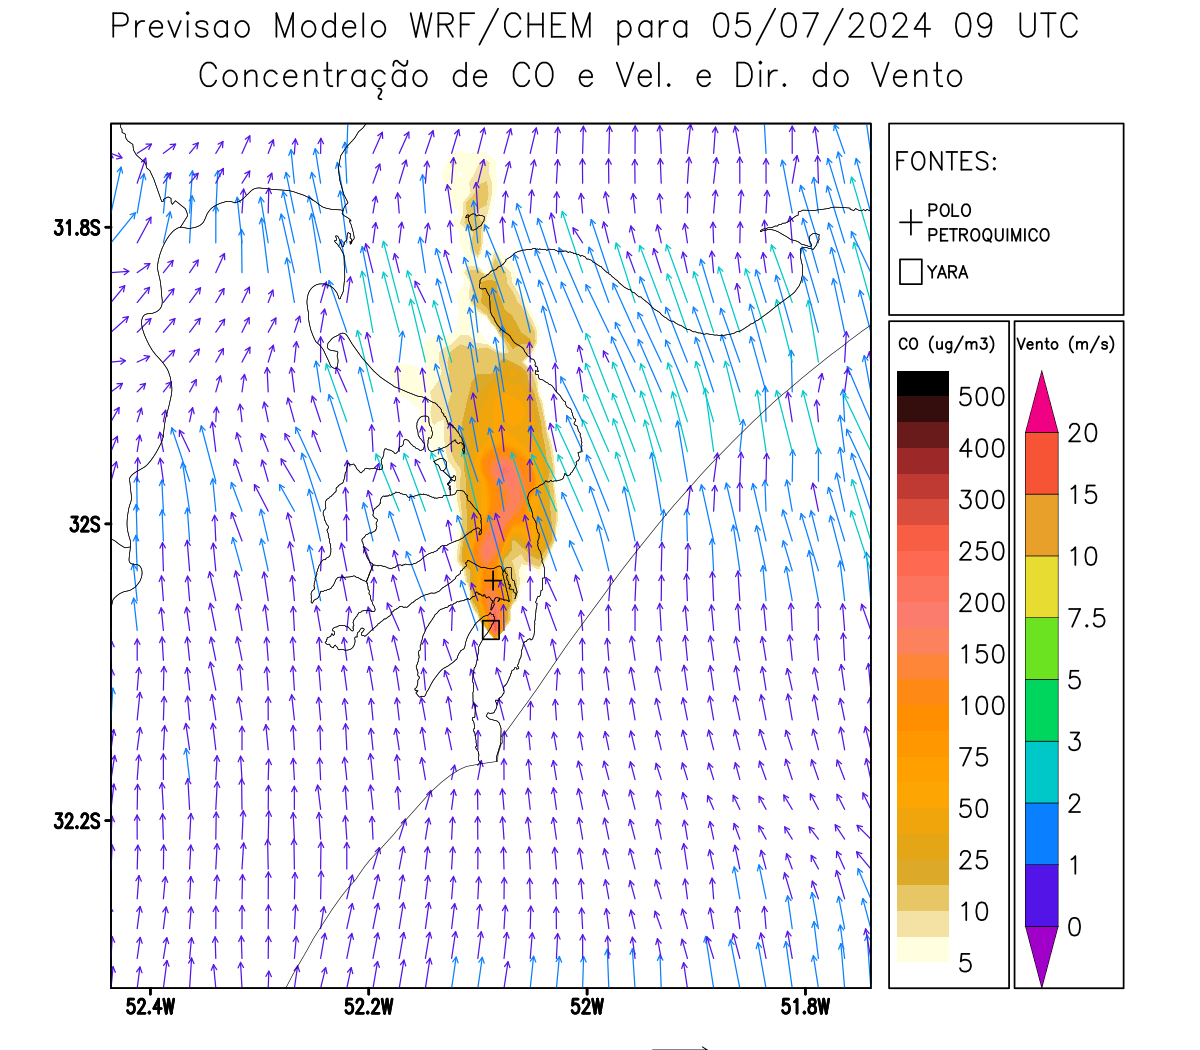 Previsao Modelo WRF/CHEM para 05/07/2024 09 UTC
Concentração de CO e Vel. e Dir. do Vento
FONTES:
POLO
PETROQUIMICO
YARA
CO (ug/m3)
500
400
300
250
200
150
100
75
50
25
10
5
Vento (m/s)
20
15
10
7.5
5
3
2
1
0
31.8S
32S
32.2S
52.4W 52.2W 52W 51.8W